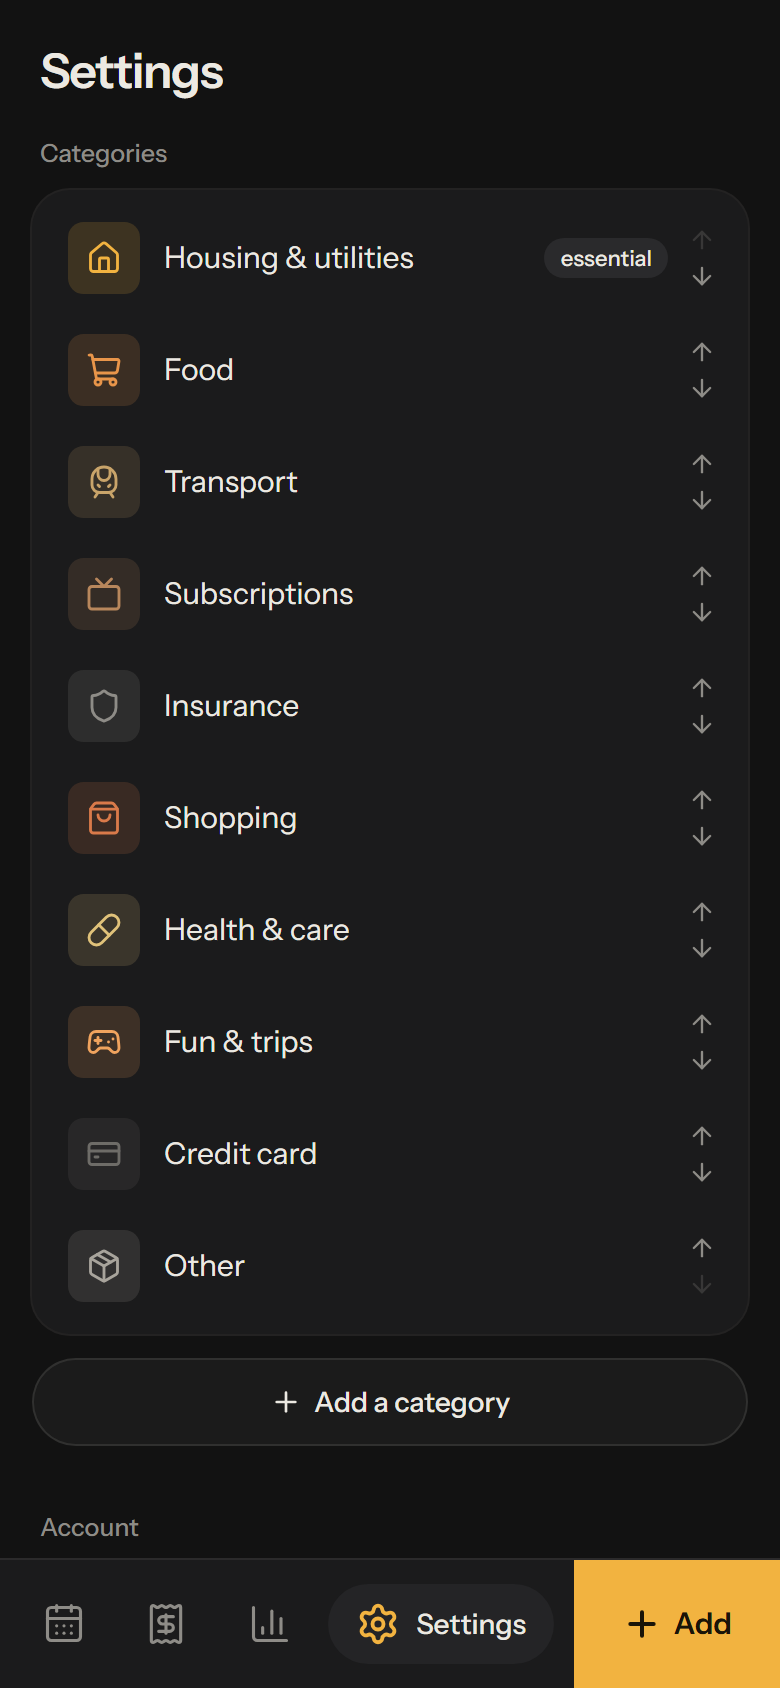 Settings
Categories
Housing & utilities essential
Food
Transport
Subscriptions
Insurance
Shopping
Health & care
Fun & trips
Credit card
Other
Add a category
Account
Settings
Add